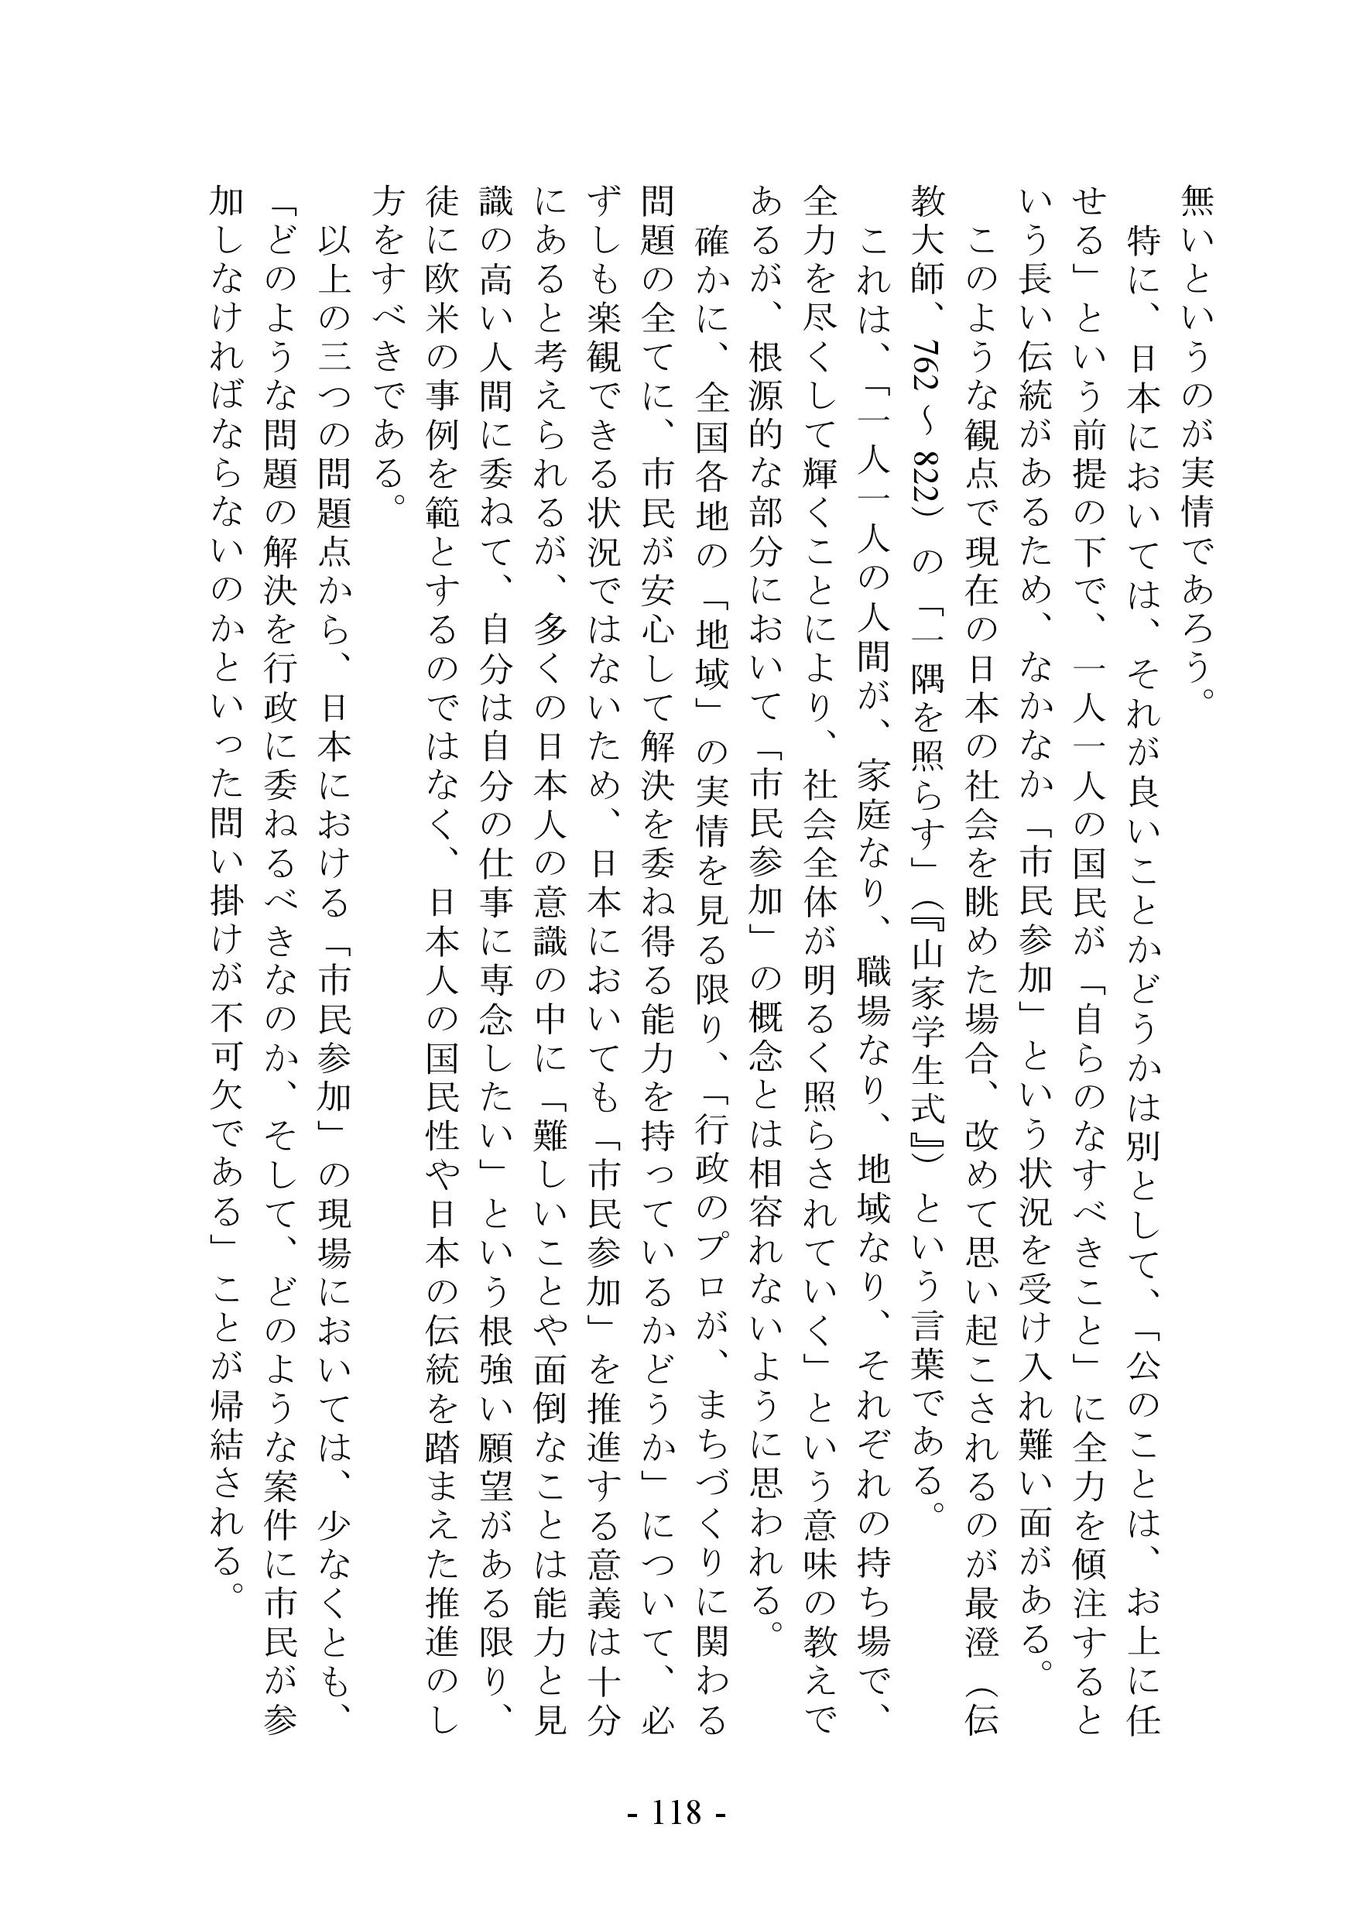 無いというのが実情であろう。
　特に、日本においては、それが良いことかどうかは別として、「公のことは、お上に任
せる」という前提の下で、一人一人の国民が「自らのなすべきこと」に全力を傾注すると
いう長い伝統があるため、なかなか「市民参加」という状況を受け入れ難い面がある。
　このような観点で現在の日本の社会を眺めた場合、改めて思い起こされるのが最澄（伝
教大師、762～822）の「一隅を照らす」（『山家学生式』）という言葉である。
　これは、「一人一人の人間が、家庭なり、職場なり、地域なり、それぞれの持ち場で、
全力を尽くして輝くことにより、社会全体が明るく照らされていく」という意味の教えで
あるが、根源的な部分において「市民参加」の概念とは相容れないように思われる。
　確かに、全国各地の「地域」の実情を見る限り、「行政のプロが、まちづくりに関わる
問題の全てに、市民が安心して解決を委ね得る能力を持っているかどうか」について、必
ずしも楽観できる状況ではないため、日本においても「市民参加」を推進する意義は十分
にあると考えられるが、多くの日本人の意識の中に「難しいことや面倒なことは能力と見
識の高い人間に委ねて、自分は自分の仕事に専念したい」という根強い願望がある限り、
徒に欧米の事例を範とするのではなく、日本人の国民性や日本の伝統を踏まえた推進のし
方をすべきである。
　以上の三つの問題点から、日本における「市民参加」の現場においては、少なくとも、
「どのような問題の解決を行政に委ねるべきなのか、そして、どのような案件に市民が参
加しなければならないのかといった問い掛けが不可欠である」ことが帰結される。
- 118 -